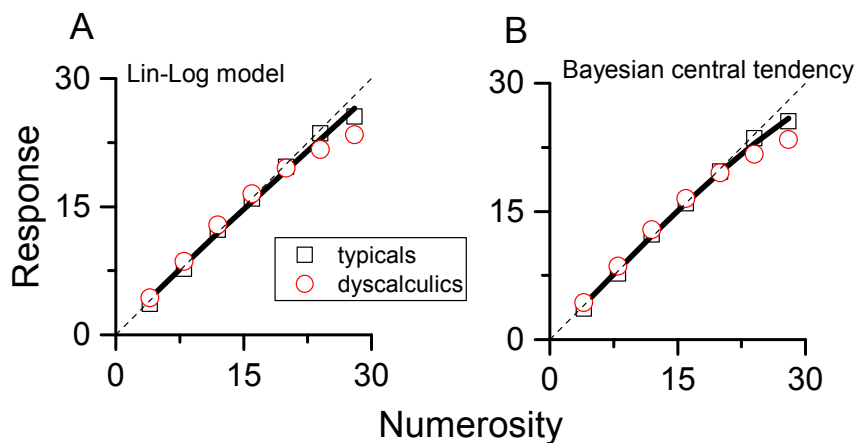 A
Lin-Log model
30
15
0
0
15
30
Response
typicals
dyscalculics
B
Bayesian central tendency
30
15
0
0
15
30
Numerosity